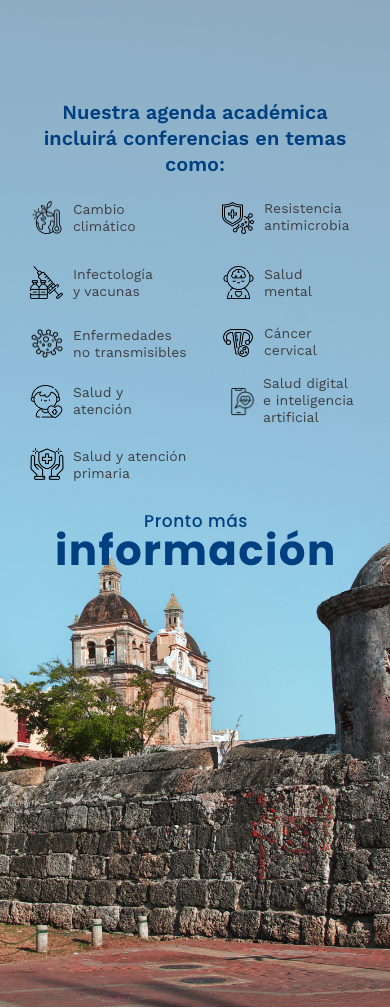 Nuestra agenda académica
incluirá conferencias en temas
como:
Cambio
climático
Resistencia
antimicrobia
Infectología
y vacunas
Salud
mental
Enfermedades
no transmisibles
Cáncer
cervical
Salud y
atención
Salud digital
e inteligencia
artificial
Salud y atención
primaria
Pronto más
información